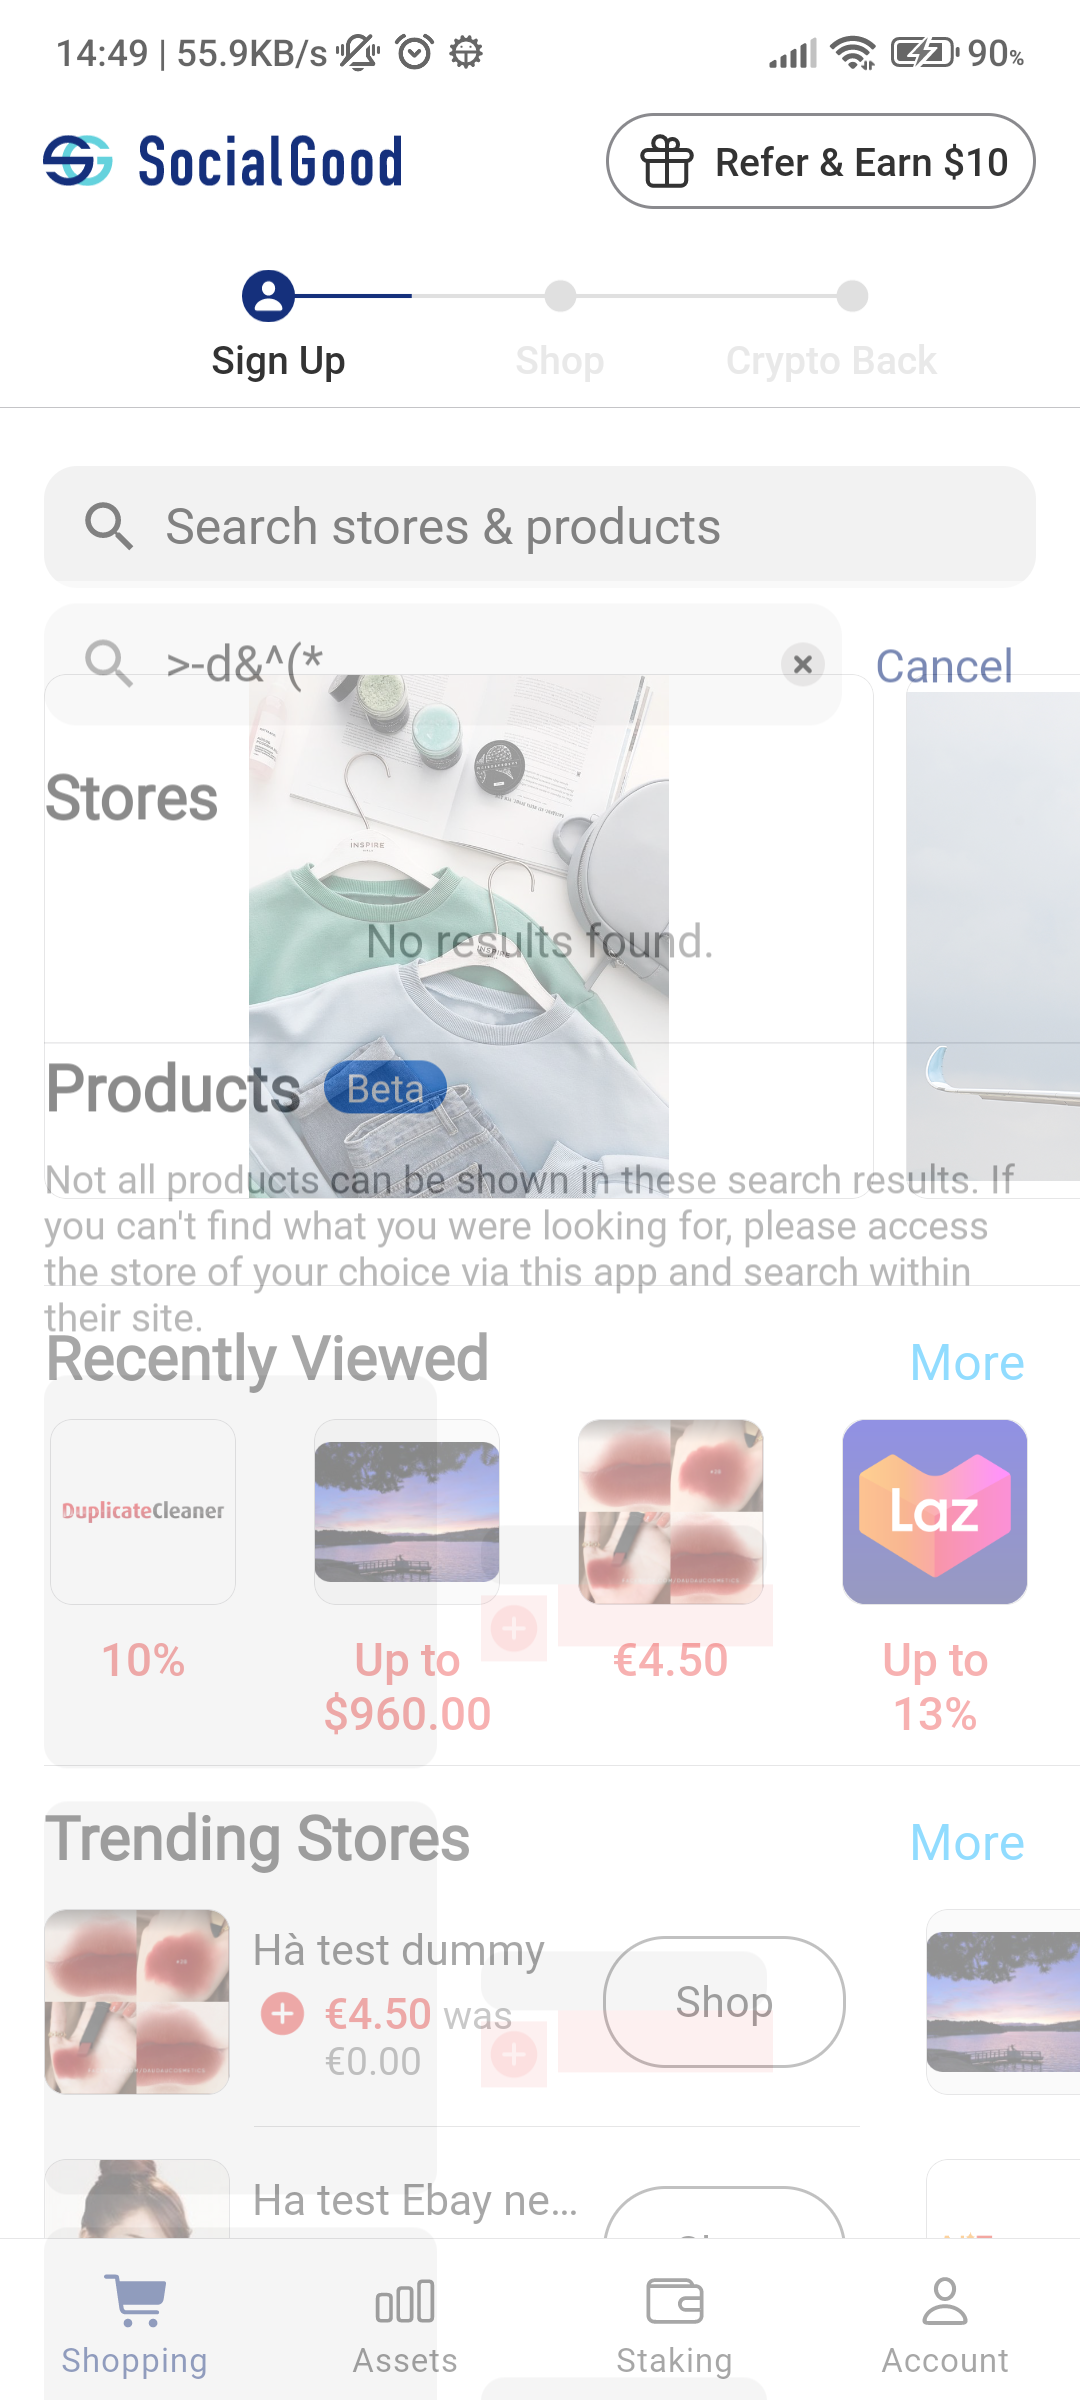 14:49 | 55.9KB/s
90%
SocialGood
Refer & Earn $10
Sign Up
Shop
Crypto Back
Search stores & products
>-d&^(*
Cancel
Stores
INSPIRE
INSPIRE
No results found.
Products
Beta
Not all products can be shown in these search results. If
you can't find what you were looking for, please access
the store of your choice via this app and search within
their site.
Recently Viewed
More
DuplicateCleaner
Laz
10%
Up to
$960.00
€4.50
Up to
13%
Trending Stores
More
Hà test dummy
€4.50 was
€0.00
Shop
Ha test Ebay ne...
Shopping
Assets
Staking
Account